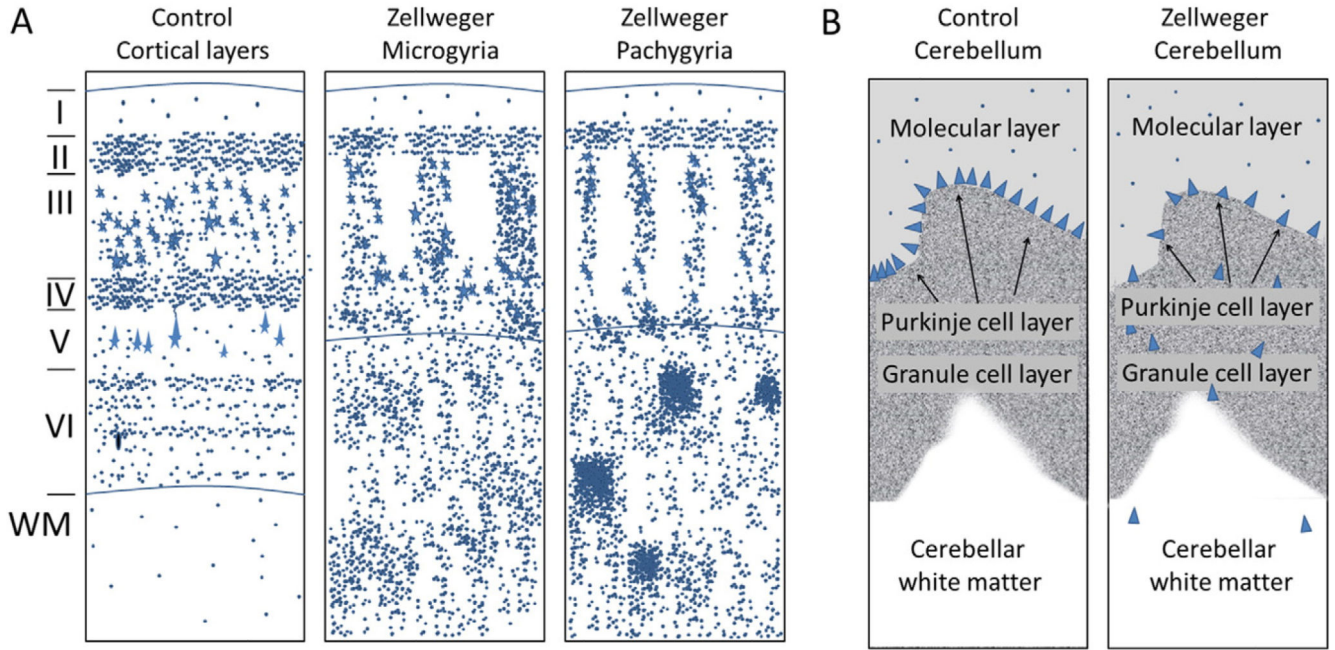 A
Control
Cortical layers
Zellweger
Microgyria
Zellweger
Pachygyria
I
II
III
IV
V
VI
WM
B
Control
Cerebellum
Zellweger
Cerebellum
Molecular layer
Purkinje cell layer
Granule cell layer
Cerebellar
white matter
Molecular layer
Purkinje cell layer
Granule cell layer
Cerebellar
white matter